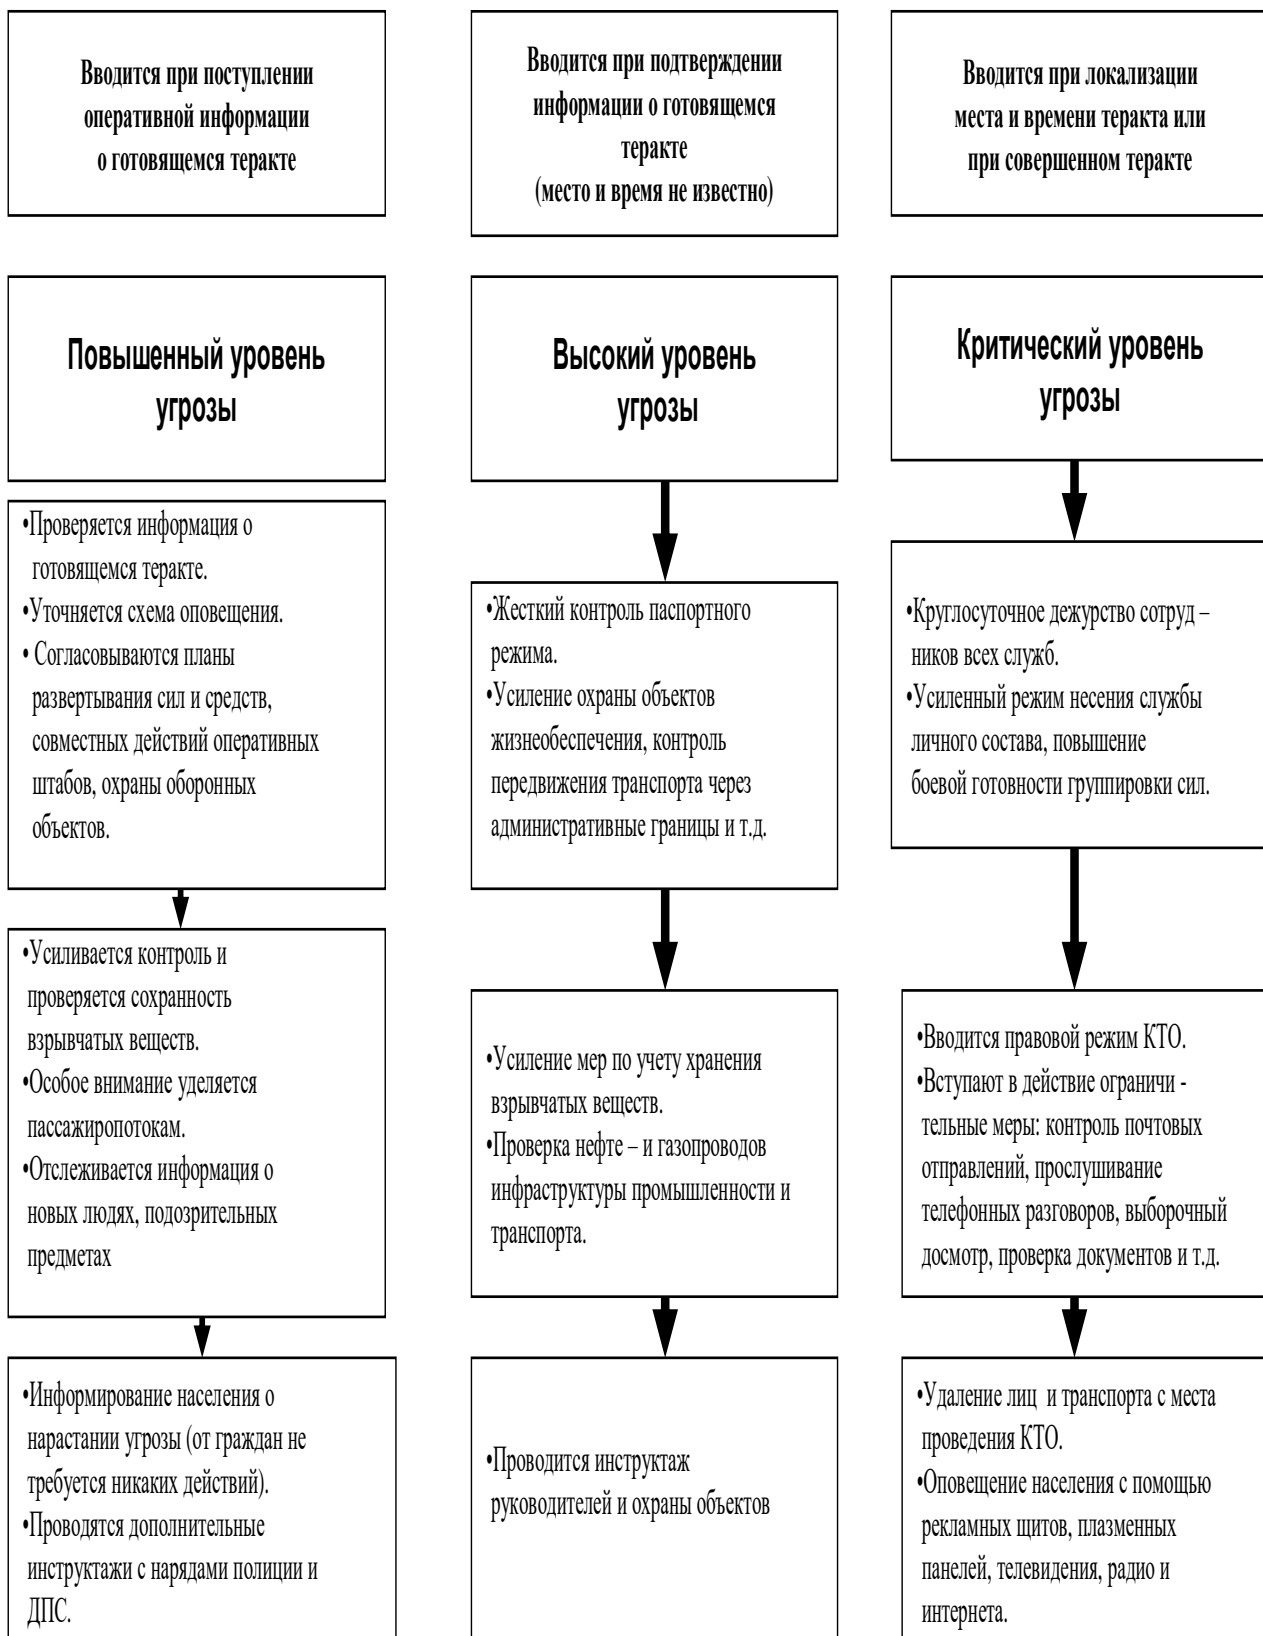 Вводится при поступлении
оперативной информации
о готовящемся теракте
Вводится при подтверждении
информации о готовящемся
теракте
(место и время не известно)
Вводится при локализации
места и времени теракта или
при совершенном теракте
Повышенный уровень
угрозы
Высокий уровень
угрозы
Критический уровень
угрозы
•Проверяется информация о
готовящемся теракте.
•Уточняется схема оповещения.
• Согласовываются планы
развертывания сил и средств,
совместных действий оперативных
штабов, охраны оборонных
объектов.
•Жесткий контроль паспортного
режима.
•Усиление охраны объектов
жизнеобеспечения, контроль
передвижения транспорта через
административные границы и т.д.
•Круглосуточное дежурство сотруд –
ников всех служб.
•Усиленный режим несения службы
личного состава, повышение
боевой готовности группировки сил.
•Усиливается контроль и
проверяется сохранность
взрывчатых веществ.
•Особое внимание уделяется
пассажиропотокам.
•Отслеживается информация о
новых людях, подозрительных
предметах
•Усиление мер по учету хранения
взрывчатых веществ.
•Проверка нефте – и газопроводов
инфраструктуры промышленности и
транспорта.
•Вводится правовой режим КТО.
•Вступают в действие ограничи -
тельные меры: контроль почтовых
отправлений, прослушивание
телефонных разговоров, выборочный
досмотр, проверка документов и т.д.
•Информирование населения о
нарастании угрозы (от граждан не
требуется никаких действий).
•Проводятся дополнительные
инструктажи с нарядами полиции и
ДПС.
•Проводится инструктаж
руководителей и охраны объектов
•Удаление лиц и транспорта с места
проведения КТО.
•Оповещение населения с помощью
рекламных щитов, плазменных
панелей, телевидения, радио и
интернета.